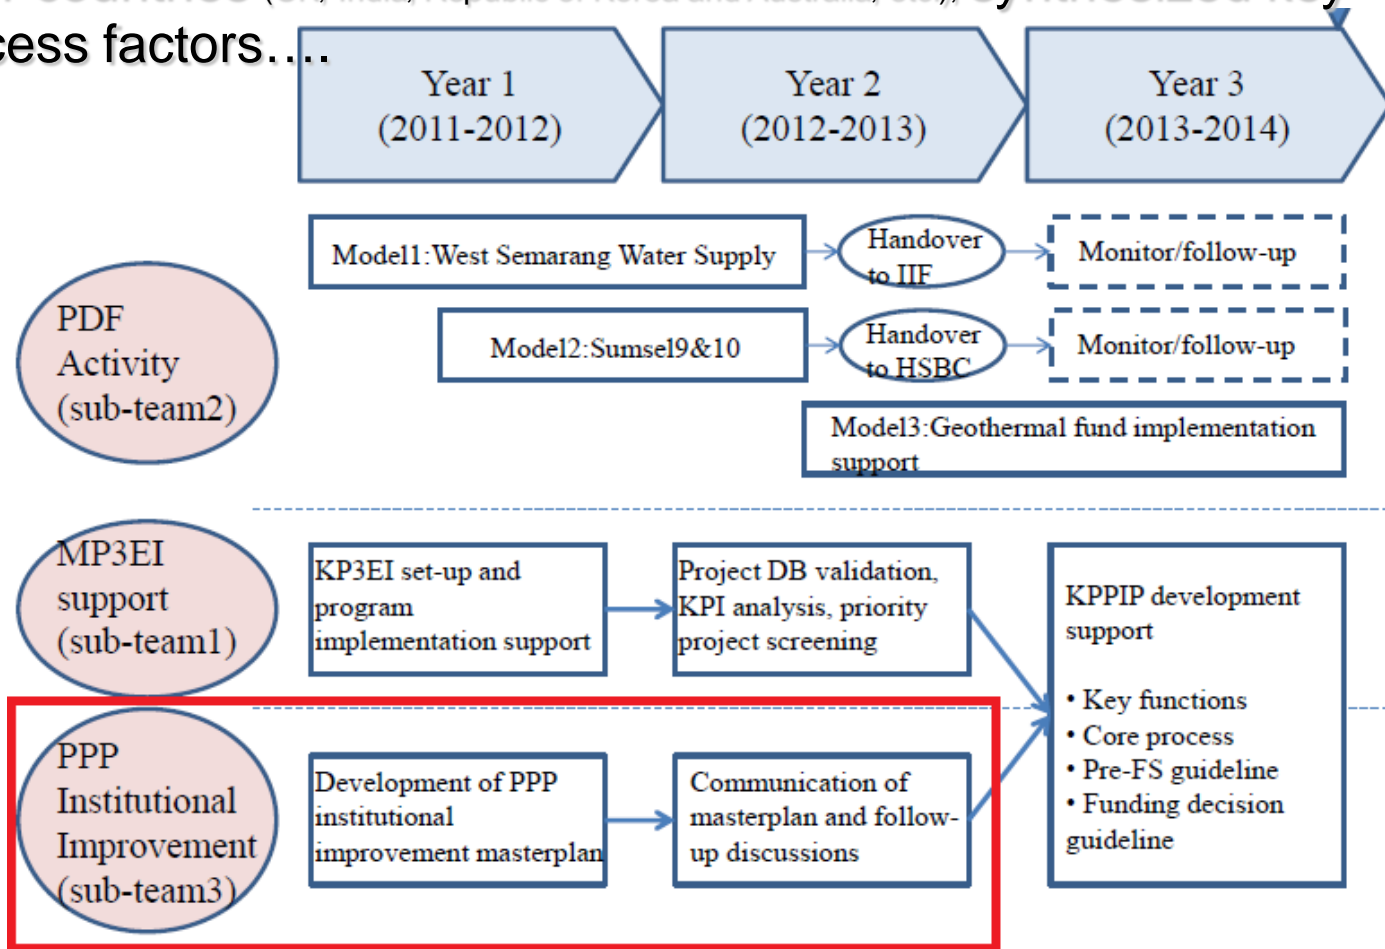 countries
synthesized key
cess factors….
Year 1
(2011-2012)
Year 2
(2012-2013)
Year 3
(2013-2014)
PDF
Activity
(sub-team2)
Model1:West Semarang Water Supply
Handover
to IIF
Monitor/follow-up
Model2:Sumsel9&10
Handover
to HSBC
Monitor/follow-up
Model3:Geothermal fund implementation
support
MP3EI
support
(sub-team1)
KP3EI set-up and
program
implementation support
Project DB validation,
KPI analysis, priority
project screening
KPPIP development
support
• Key functions
• Core process
• Pre-FS guideline
• Funding decision
guideline
PPP
Institutional
Improvement
(sub-team3)
Development of PPP
institutional
improvement masterplan
Communication of
masterplan and follow-
up discussions